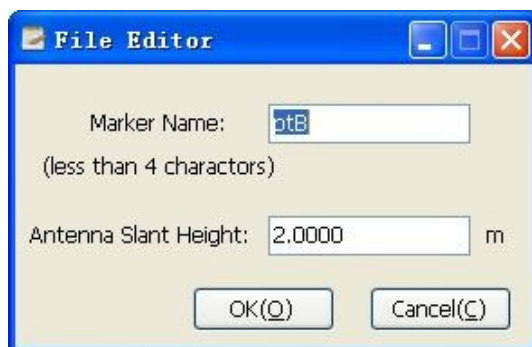 File Editor
Marker Name: ptB
(less than 4 charactors)
Antenna Slant Height: 2.0000 m
OK(O) Cancel(C)